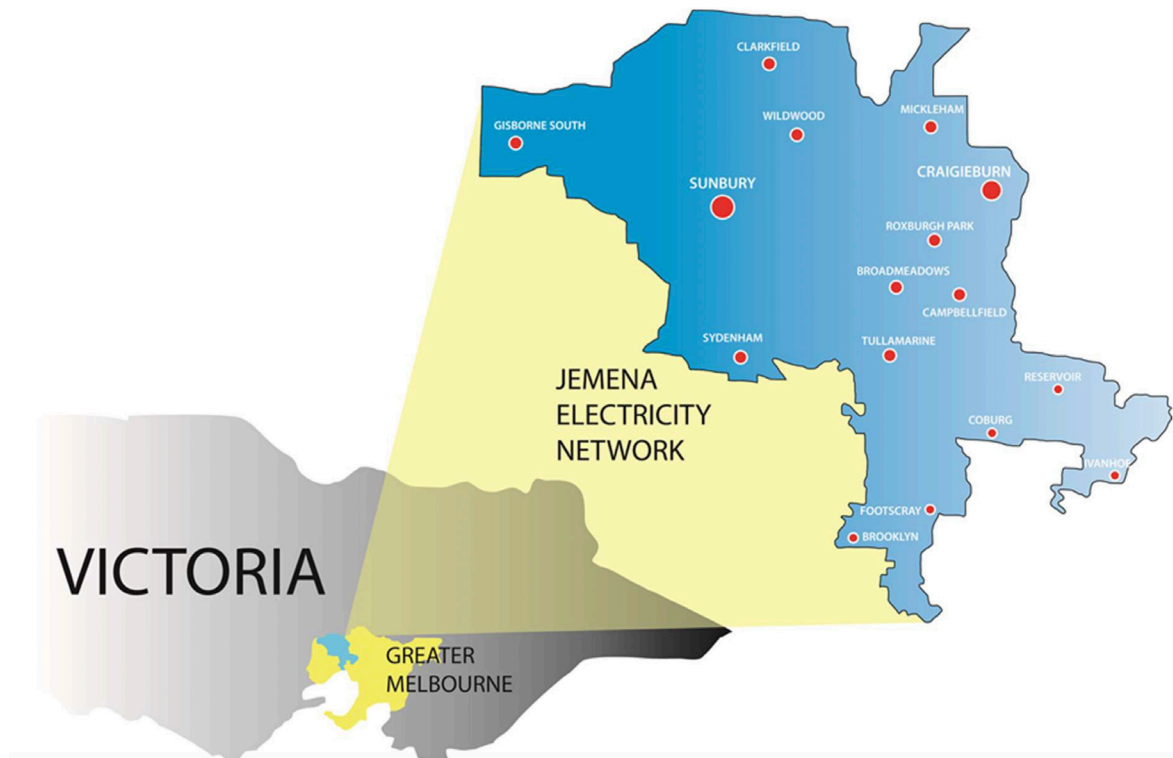 CLARKFIELD
GISBORNE SOUTH
WILDWOOD
MICKLEHAM
SUNBURY
CRAIGIEBURN
ROXBURGH PARK
BROADMEADOWS
CAMPBELLFIELD
SYDENHAM
TULLAMARINE
RESERVOIR
COBURG
IVANHOE
FOOTSCRAY
BROOKLYN
JEMENA
ELECTRICITY
NETWORK
VICTORIA
GREATER
MELBOURNE